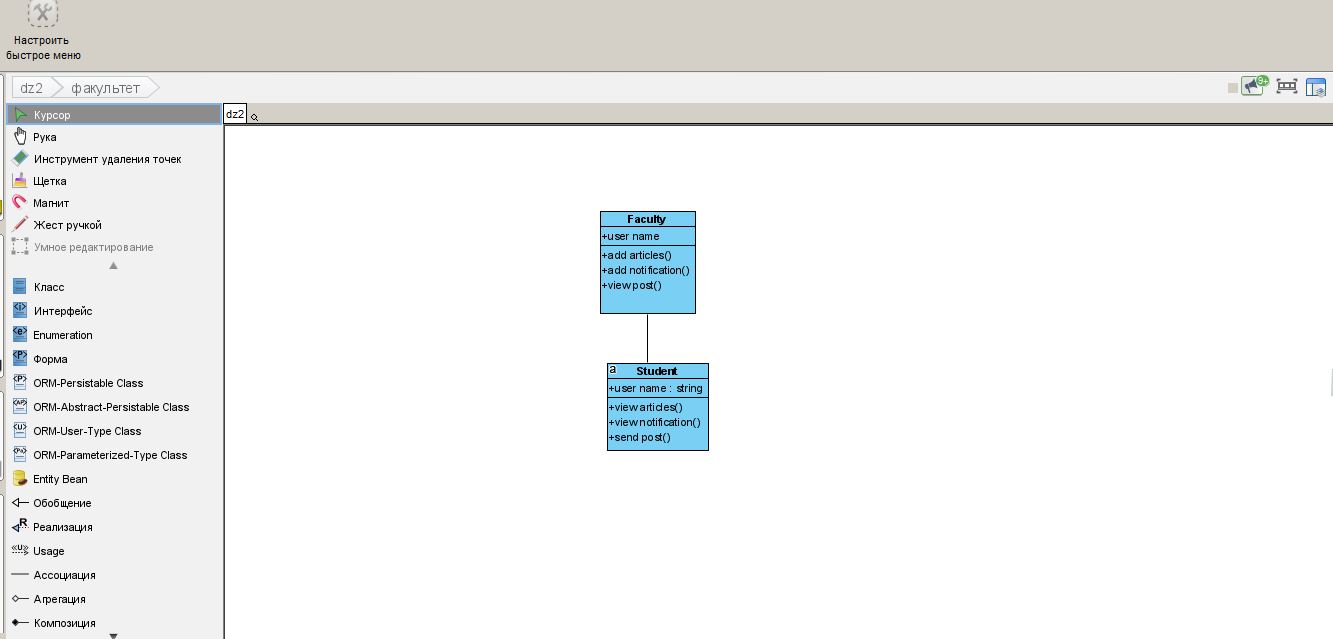 Настроить
быстрое меню
dz2
факультет
9+
Курсор
dz2
Рука
Инструмент удаления точек
Щетка
Магнит
Жест ручкой
Умное редактирование
Класс
Интерфейс
Enumeration
Форма
ORM-Persistable Class
ORM-Abstract-Persistable Class
ORM-User-Type Class
ORM-Parameterized-Type Class
Entity Bean
Обобщение
Реализация
Usage
Ассоциация
Агрегация
Композиция
Faculty
+user name
+add articles()
+add notification()
+view post()
a
Student
+user name : string
+view articles()
+view notification()
+send post()